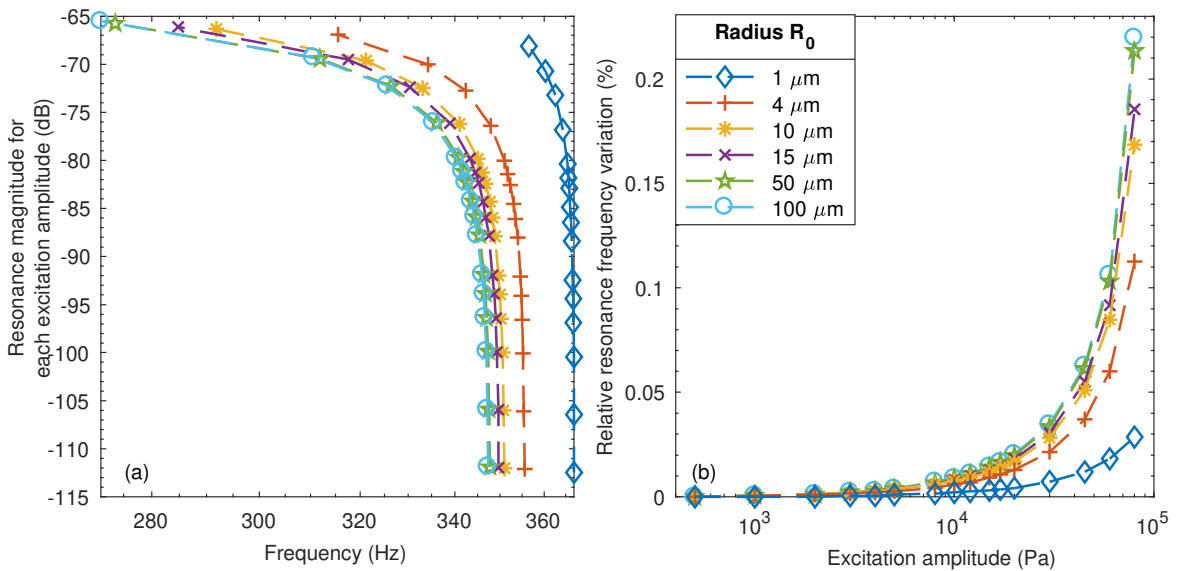 -65
-70
-75
-80
-85
-90
-95
-100
-105
-110
-115
Resonance magnitude for
each excitation amplitude (dB)
(a)
280
300
320
340
360
Frequency (Hz)
0.2
0.15
0.1
0.05
0
Relative resonance frequency variation (%)
Radius R0
1 μm
4 μm
10 μm
15 μm
50 μm
100 μm
(b)
10^3
10^4
10^5
Excitation amplitude (Pa)